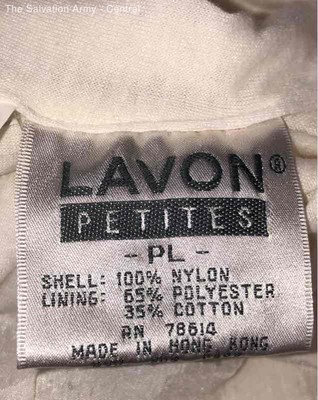 The Salvation Army - Central
LAVON®
PETITES
- PL -
SHELL: 100% NYLON
LINING: 65% POLYESTER
35% COTTON
RN 78614
MADE IN HONG KONG